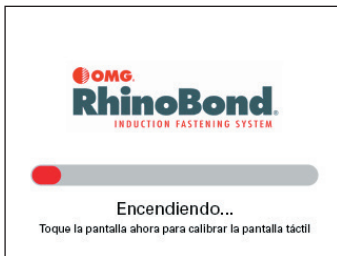 OMG.
RhinoBond.
INDUCTION FASTENING SYSTEM
Encendiendo...
Toque la pantalla ahora para calibrar la pantalla táctil